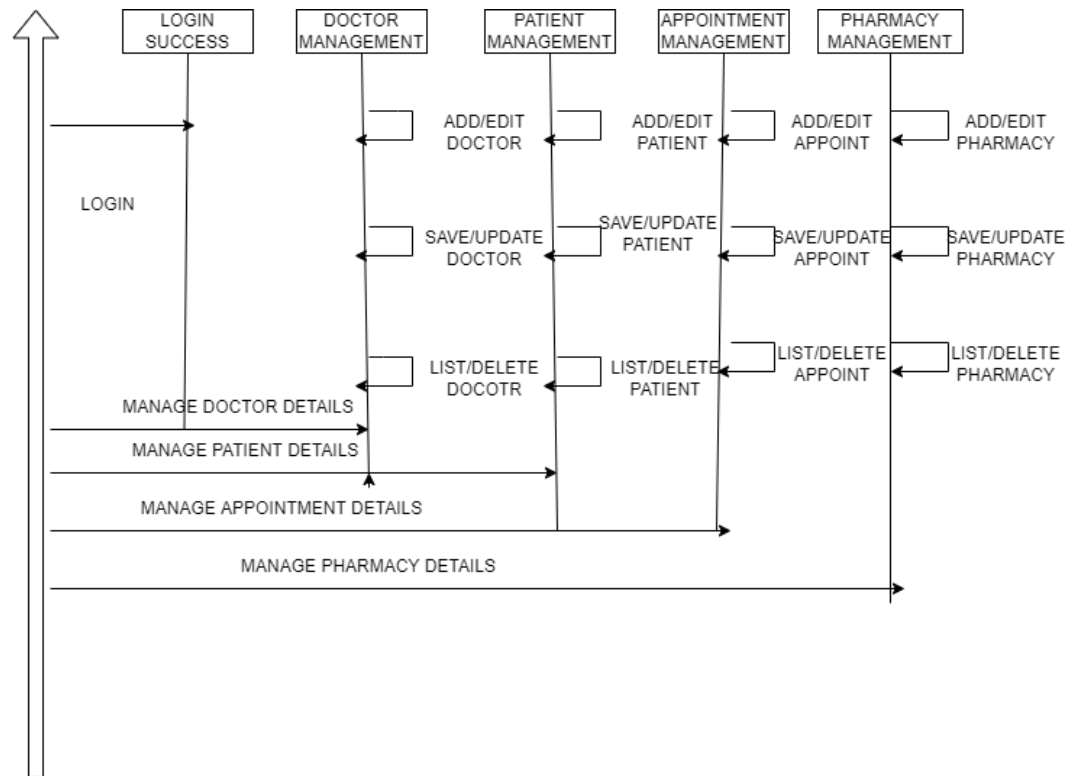 LOGIN
SUCCESS
DOCTOR
MANAGEMENT
PATIENT
MANAGEMENT
APPOINTMENT
MANAGEMENT
PHARMACY
MANAGEMENT
ADD/EDIT
DOCTOR
ADD/EDIT
PATIENT
ADD/EDIT
APPOINT
ADD/EDIT
PHARMACY
LOGIN
SAVE/UPDATE
DOCTOR
SAVE/UPDATE
PATIENT
SAVE/UPDATE
APPOINT
SAVE/UPDATE
PHARMACY
LIST/DELETE
DOCOTR
LIST/DELETE
PATIENT
LIST/DELETE
APPOINT
LIST/DELETE
PHARMACY
MANAGE DOCTOR DETAILS
MANAGE PATIENT DETAILS
MANAGE APPOINTMENT DETAILS
MANAGE PHARMACY DETAILS